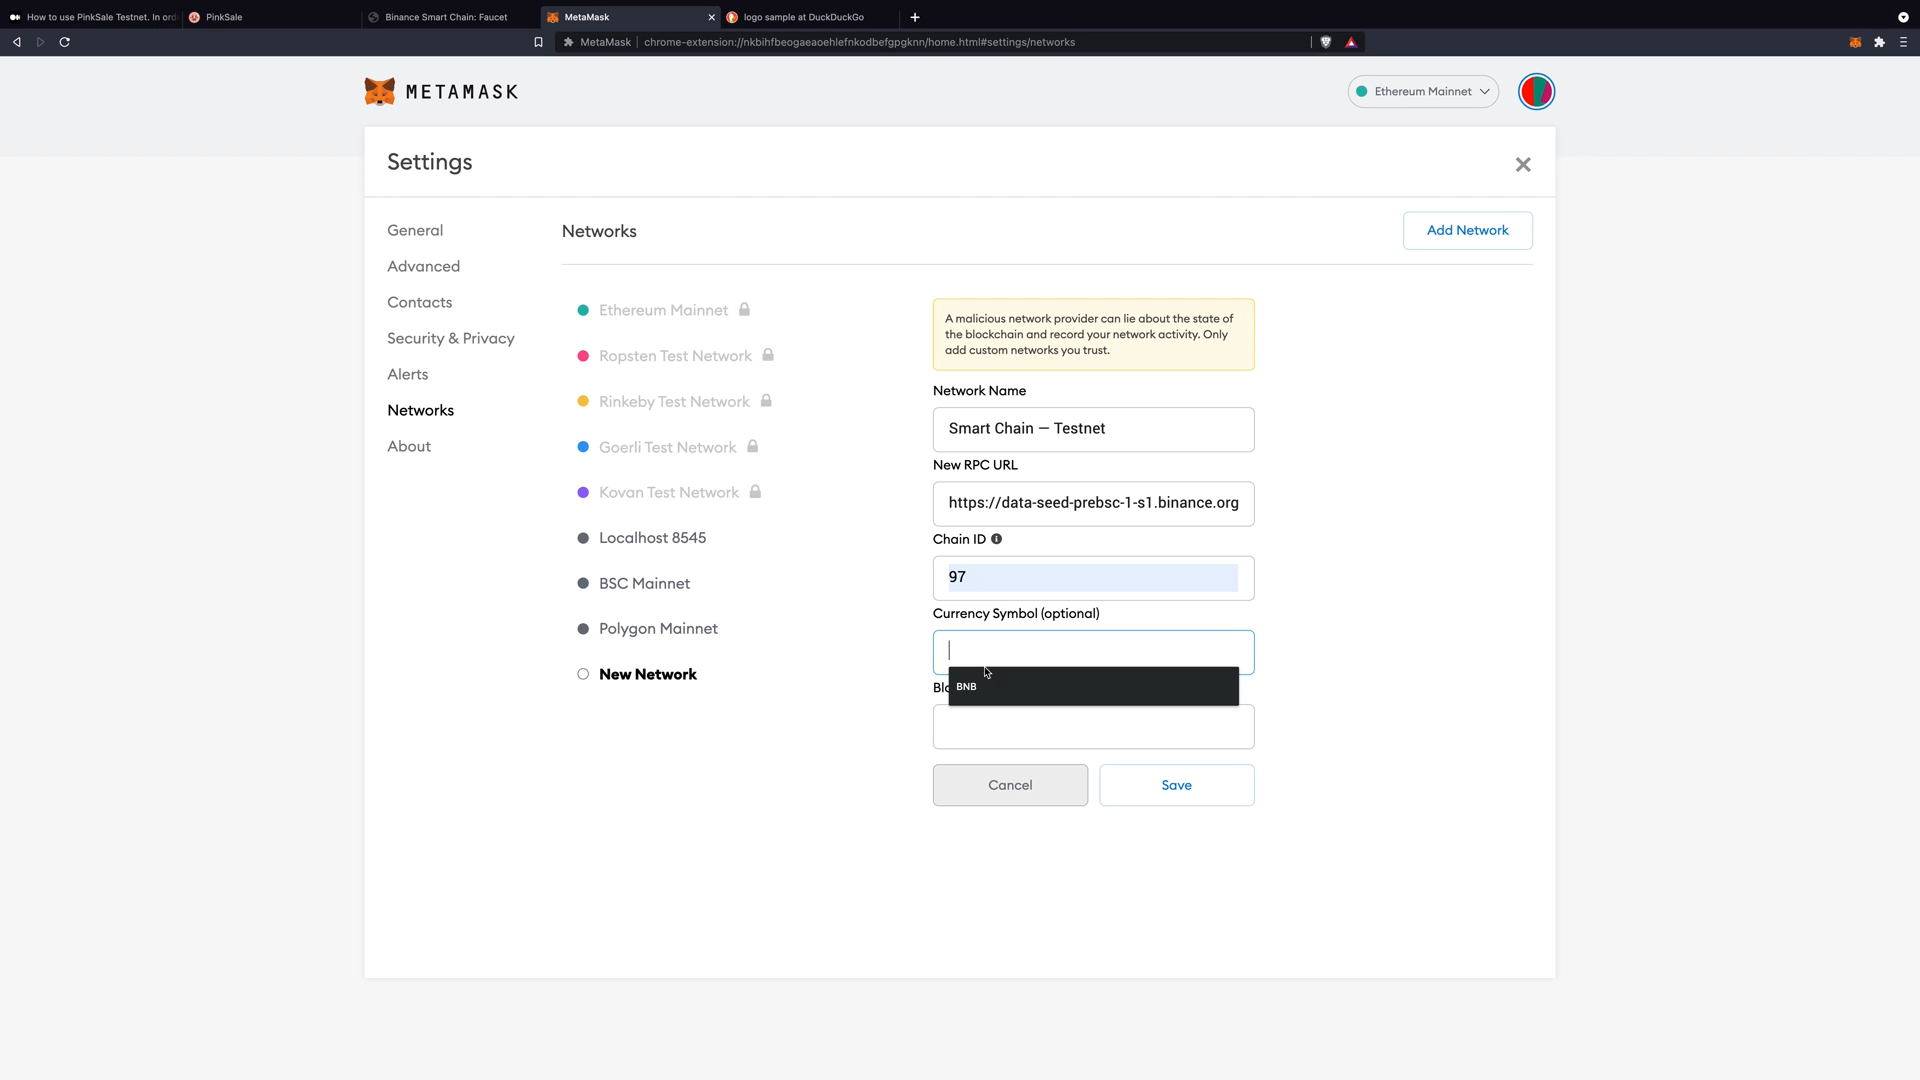 How to use PinkSale Testnet. In ord
PinkSale
Binance Smart Chain: Faucet
MetaMask
logo sample at DuckDuckGo
MetaMask
chrome-extension://nkbihfbeogaeaoehlefnkodbefgpgknn/home.html#settings/networks
METAMASK
Ethereum Mainnet
Settings
General
Advanced
Contacts
Security & Privacy
Alerts
Networks
About
Networks
Add Network
Ethereum Mainnet
Ropsten Test Network
Rinkeby Test Network
Goerli Test Network
Kovan Test Network
Localhost 8545
BSC Mainnet
Polygon Mainnet
New Network
A malicious network provider can lie about the state of
the blockchain and record your network activity. Only
add custom networks you trust.
Network Name
Smart Chain — Testnet
New RPC URL
https://data-seed-prebsc-1-s1.binance.org
Chain ID
97
Currency Symbol (optional)
BNB
Blo
Cancel
Save